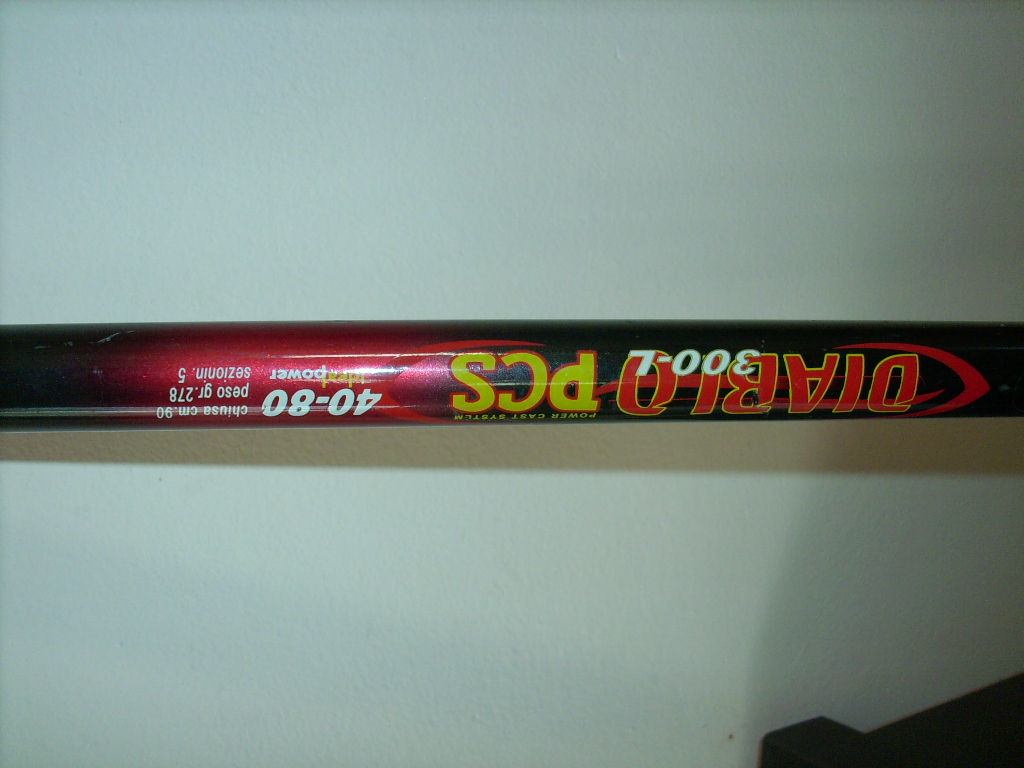 DIABLO PCS
300-L
POWER CAST SYSTEM
40-80
power
chiusa cm.90
peso gr.278
sezioni n. 5